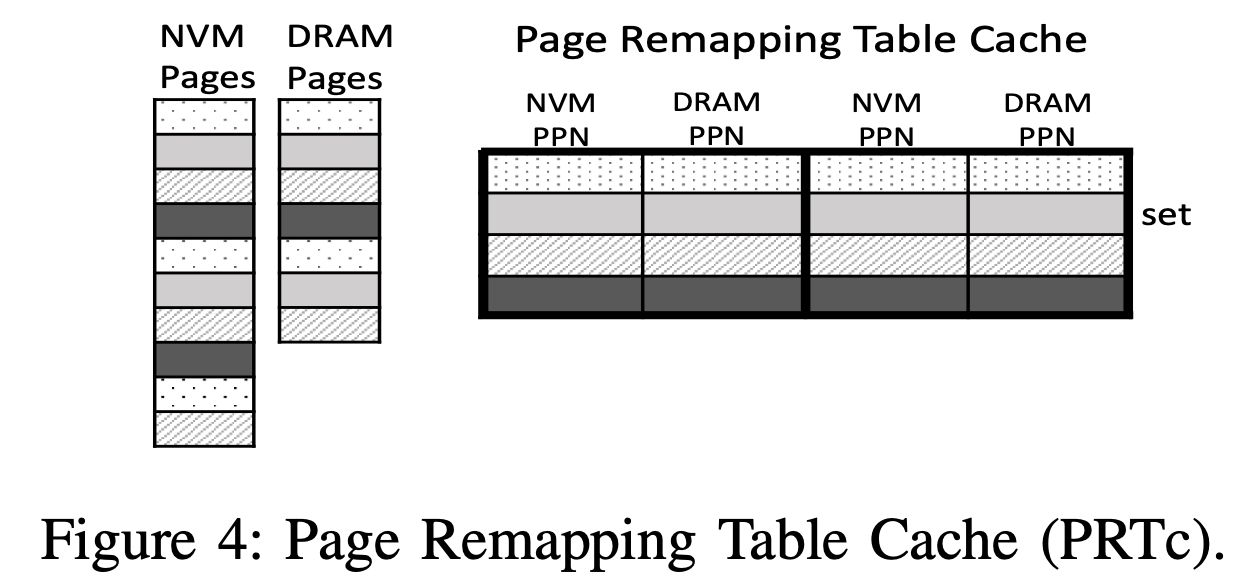 NVM
Pages
DRAM
Pages
Page Remapping Table Cache
NVM
PPN
DRAM
PPN
NVM
PPN
DRAM
PPN
set
Figure 4: Page Remapping Table Cache (PRTc).